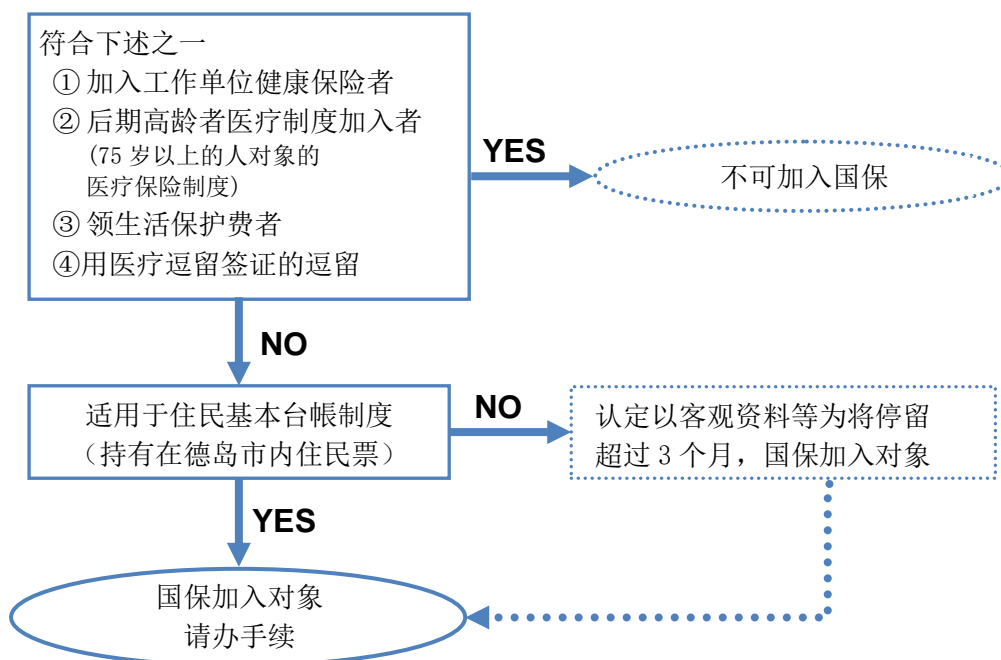 符合下述之一
① 加入工作单位健康保险者
② 后期高龄者医疗制度加入者
(75 岁以上的人对象的
医疗保险制度)
③ 领生活保护费者
④用医疗逗留签证的逗留
YES
不可加入国保
NO
适用于住民基本台帐制度
（持有在德岛市内住民票）
NO
认定以客观资料等为将停留
超过 3 个月，国保加入对象
YES
国保加入对象
请办手续